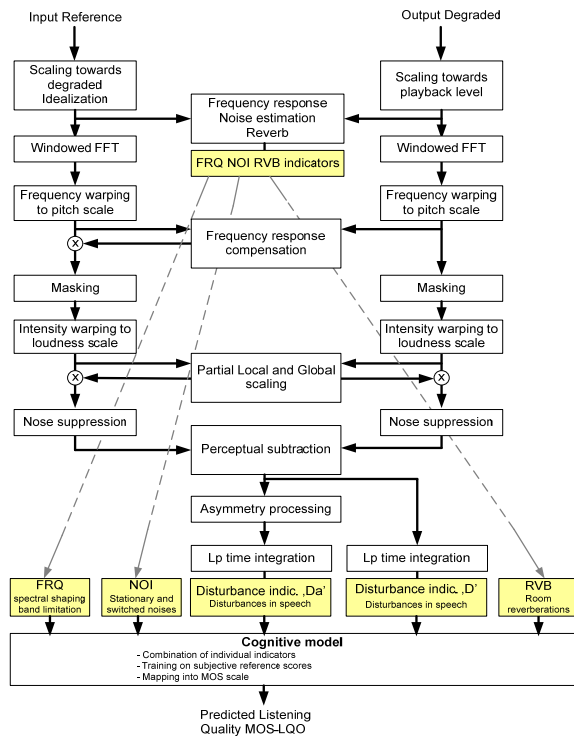 Input Reference
Output Degraded
Scaling towards
degraded
Idealization
Scaling towards
playback level
Frequency response
Noise estimation
Reverb
Windowed FFT
FRQ NOI RVB indicators
Windowed FFT
Frequency warping
to pitch scale
Frequency warping
to pitch scale
Frequency response
compensation
x
Masking
Masking
Intensity warping to
loudness scale
Intensity warping to
loudness scale
Partial Local and Global
scaling
x
x
Nose suppression
Nose suppression
Perceptual subtraction
Asymmetry processing
Lp time integration
Lp time integration
FRQ
spectral shaping
band limitation
NOI
Stationary and
switched noises
Disturbance indic. ‚Da’
Disturbances in speech
Disturbance indic. ‚D’
Disturbances in speech
RVB
Room
reverberations
Cognitive model
- Combination of individual indicators
- Training on subjective reference scores
- Mapping into MOS scale
Predicted Listening
Quality MOS-LQO